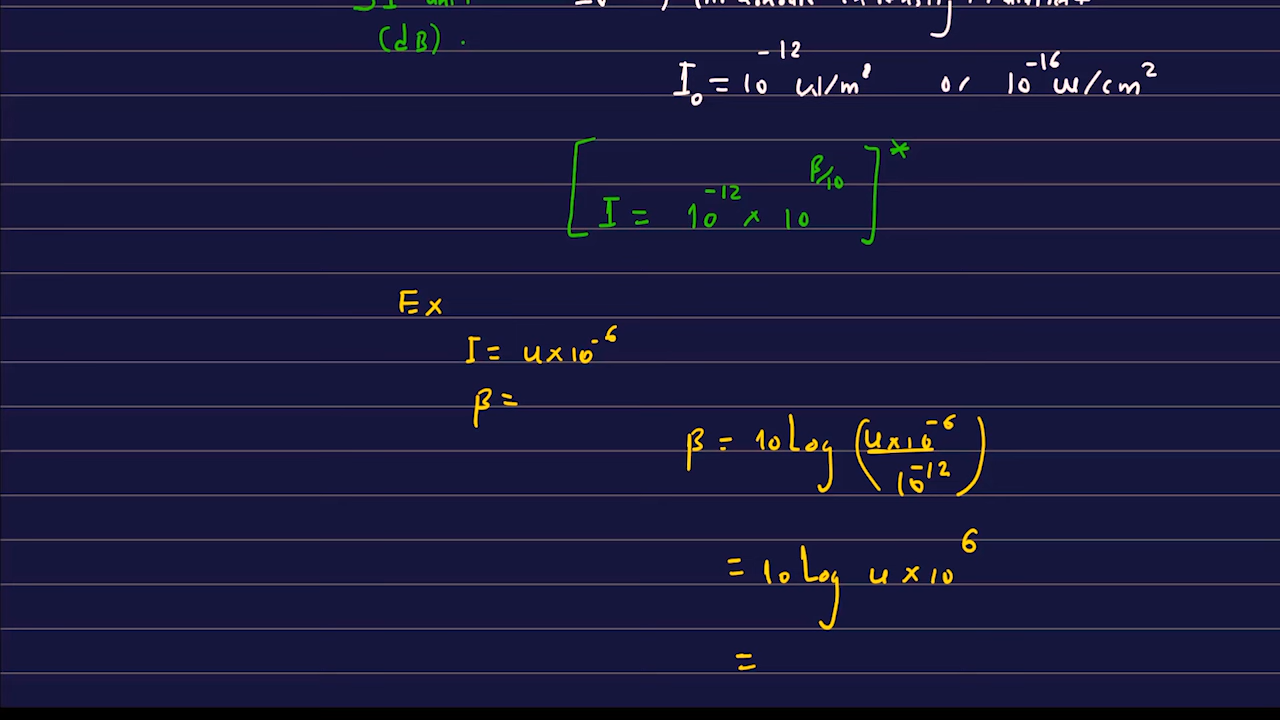 (dB).
I₀ = 10⁻¹² W/m² or 10⁻¹⁶ W/cm²
[I = 10⁻¹² × 10^(β/10)]*
Ex
I = 4×10⁻⁶
β =
β = 10 Log (4×10⁻⁶ / 10⁻¹²)
= 10 Log 4 × 10⁶
=